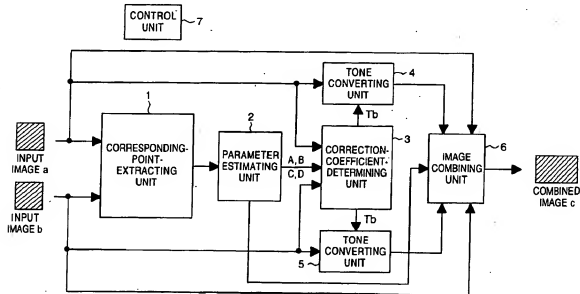 CONTROL
UNIT
7
TONE
CONVERTING
UNIT
4
1
2
Tb
3
6
INPUT
IMAGE a
CORRESPONDING-
POINT-
EXTRACTING
UNIT
PARAMETER
ESTIMATING
UNIT
A,B
C,D
CORRECTION-
COEFFICIENT-
DETERMINING
UNIT
IMAGE
COMBINING
UNIT
COMBINED
IMAGE c
INPUT
IMAGE b
Tb
TONE
CONVERTING
UNIT
5